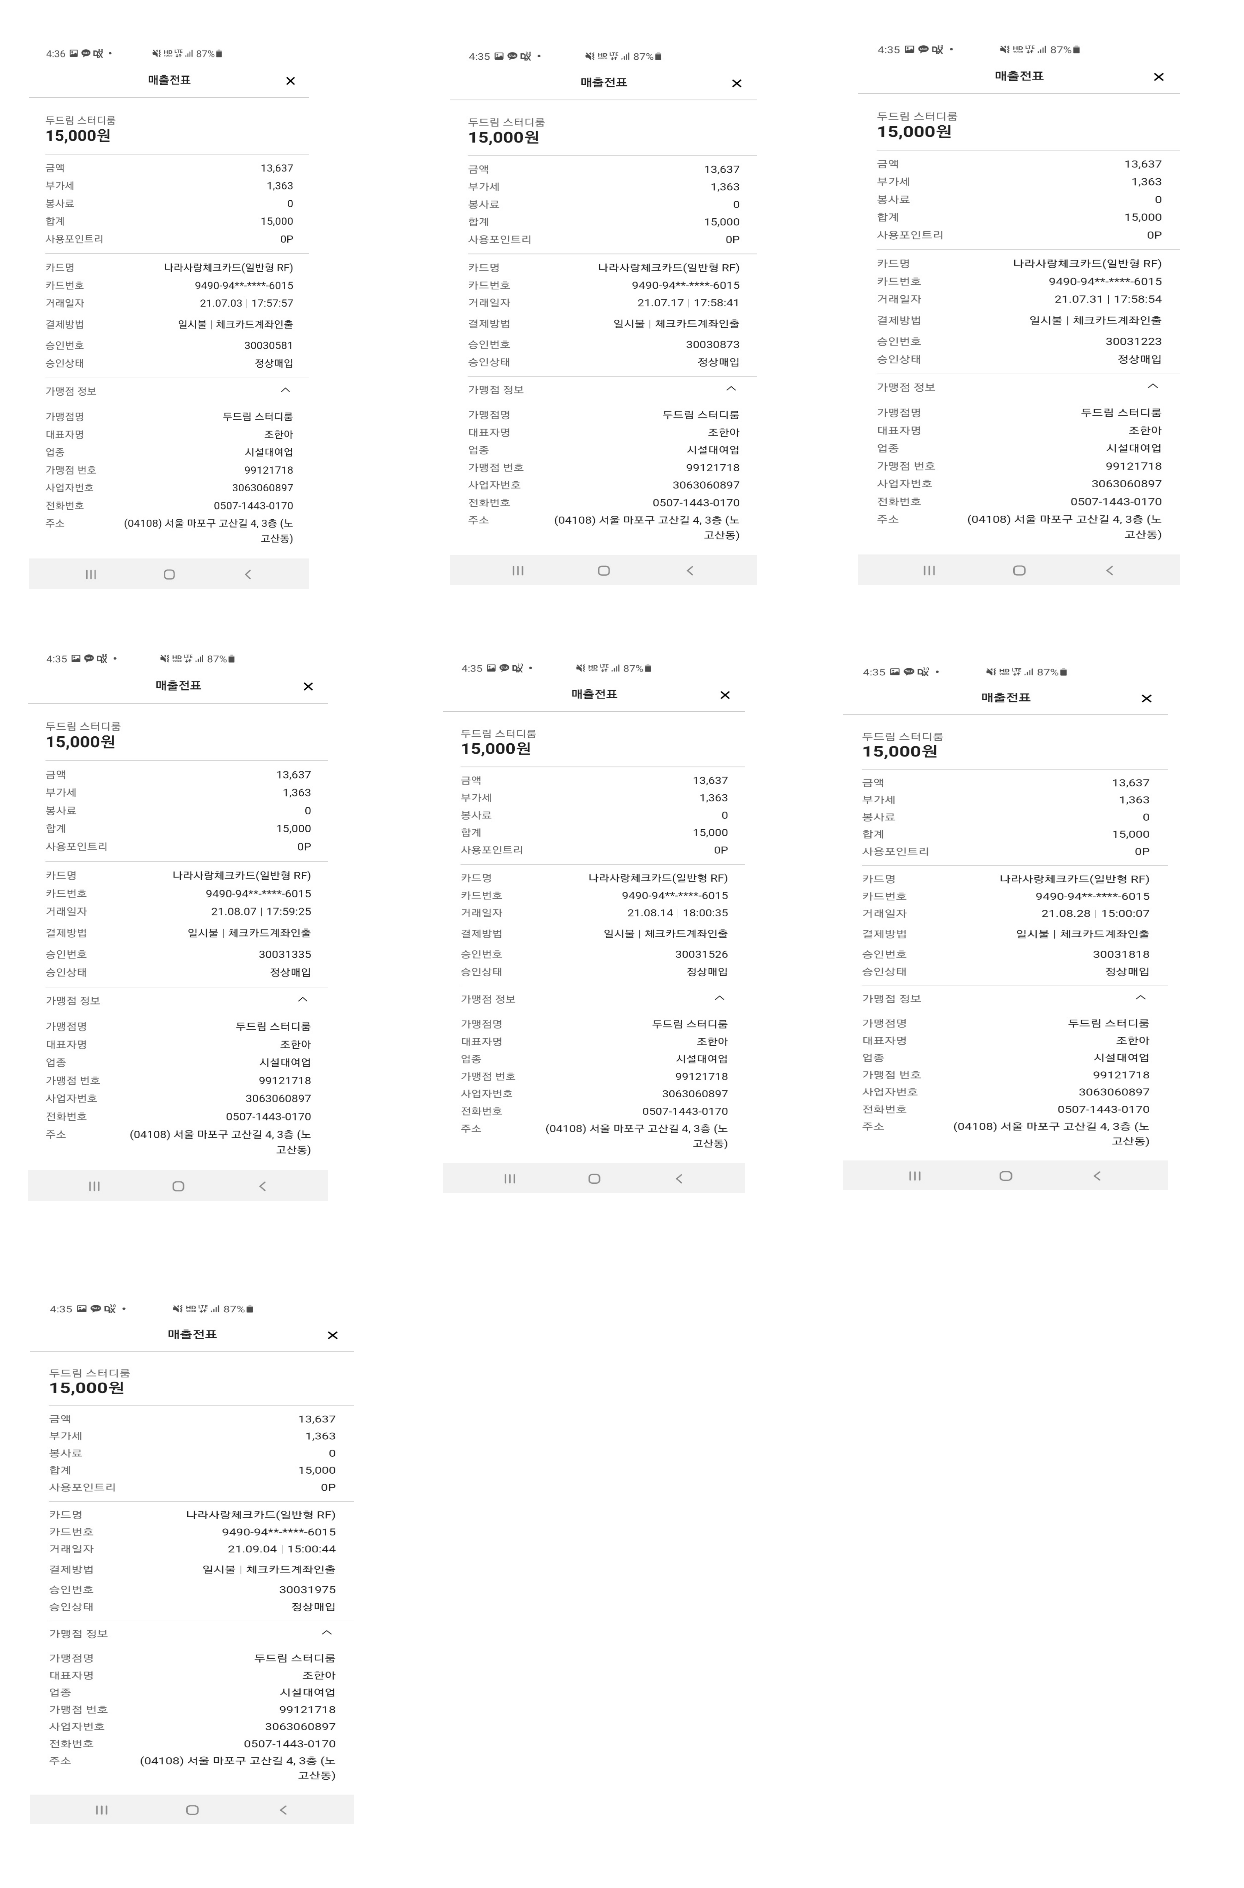 4:36 87%
매출전표
두드림 스터디룸
15,000원
금액 13,637
부가세 1,363
봉사료 0
합계 15,000
사용포인트리 0P
카드명 나라사랑체크카드(일반형 RF)
카드번호 9490-94**-****-6015
거래일자 21.07.03 | 17:57:57
결제방법 일시불 | 체크카드계좌인출
승인번호 30030581
승인상태 정상매입
가맹점 정보
가맹점명 두드림 스터디룸
대표자명 조한아
업종 시설대여업
가맹점 번호 99121718
사업자번호 3063060897
전화번호 0507-1443-0170
주소 (04108) 서울 마포구 고산길 4, 3층 (노
고산동)
4:35 87%
매출전표
두드림 스터디룸
15,000원
금액 13,637
부가세 1,363
봉사료 0
합계 15,000
사용포인트리 0P
카드명 나라사랑체크카드(일반형 RF)
카드번호 9490-94**-****-6015
거래일자 21.07.17 | 17:58:41
결제방법 일시불 | 체크카드계좌인출
승인번호 30030873
승인상태 정상매입
가맹점 정보
가맹점명 두드림 스터디룸
대표자명 조한아
업종 시설대여업
가맹점 번호 99121718
사업자번호 3063060897
전화번호 0507-1443-0170
주소 (04108) 서울 마포구 고산길 4, 3층 (노
고산동)
4:35 87%
매출전표
두드림 스터디룸
15,000원
금액 13,637
부가세 1,363
봉사료 0
합계 15,000
사용포인트리 0P
카드명 나라사랑체크카드(일반형 RF)
카드번호 9490-94**-****-6015
거래일자 21.07.31 | 17:58:54
결제방법 일시불 | 체크카드계좌인출
승인번호 30031223
승인상태 정상매입
가맹점 정보
가맹점명 두드림 스터디룸
대표자명 조한아
업종 시설대여업
가맹점 번호 99121718
사업자번호 3063060897
전화번호 0507-1443-0170
주소 (04108) 서울 마포구 고산길 4, 3층 (노
고산동)
4:35 87%
매출전표
두드림 스터디룸
15,000원
금액 13,637
부가세 1,363
봉사료 0
합계 15,000
사용포인트리 0P
카드명 나라사랑체크카드(일반형 RF)
카드번호 9490-94**-****-6015
거래일자 21.08.07 | 17:59:25
결제방법 일시불 | 체크카드계좌인출
승인번호 30031335
승인상태 정상매입
가맹점 정보
가맹점명 두드림 스터디룸
대표자명 조한아
업종 시설대여업
가맹점 번호 99121718
사업자번호 3063060897
전화번호 0507-1443-0170
주소 (04108) 서울 마포구 고산길 4, 3층 (노
고산동)
4:35 87%
매출전표
두드림 스터디룸
15,000원
금액 13,637
부가세 1,363
봉사료 0
합계 15,000
사용포인트리 0P
카드명 나라사랑체크카드(일반형 RF)
카드번호 9490-94**-****-6015
거래일자 21.08.14 | 18:00:35
결제방법 일시불 | 체크카드계좌인출
승인번호 30031526
승인상태 정상매입
가맹점 정보
가맹점명 두드림 스터디룸
대표자명 조한아
업종 시설대여업
가맹점 번호 99121718
사업자번호 3063060897
전화번호 0507-1443-0170
주소 (04108) 서울 마포구 고산길 4, 3층 (노
고산동)
4:35 87%
매출전표
두드림 스터디룸
15,000원
금액 13,637
부가세 1,363
봉사료 0
합계 15,000
사용포인트리 0P
카드명 나라사랑체크카드(일반형 RF)
카드번호 9490-94**-****-6015
거래일자 21.08.28 | 15:00:07
결제방법 일시불 | 체크카드계좌인출
승인번호 30031818
승인상태 정상매입
가맹점 정보
가맹점명 두드림 스터디룸
대표자명 조한아
업종 시설대여업
가맹점 번호 99121718
사업자번호 3063060897
전화번호 0507-1443-0170
주소 (04108) 서울 마포구 고산길 4, 3층 (노
고산동)
4:35 87%
매출전표
두드림 스터디룸
15,000원
금액 13,637
부가세 1,363
봉사료 0
합계 15,000
사용포인트리 0P
카드명 나라사랑체크카드(일반형 RF)
카드번호 9490-94**-****-6015
거래일자 21.09.04 | 15:00:44
결제방법 일시불 | 체크카드계좌인출
승인번호 30031975
승인상태 정상매입
가맹점 정보
가맹점명 두드림 스터디룸
대표자명 조한아
업종 시설대여업
가맹점 번호 99121718
사업자번호 3063060897
전화번호 0507-1443-0170
주소 (04108) 서울 마포구 고산길 4, 3층 (노
고산동)